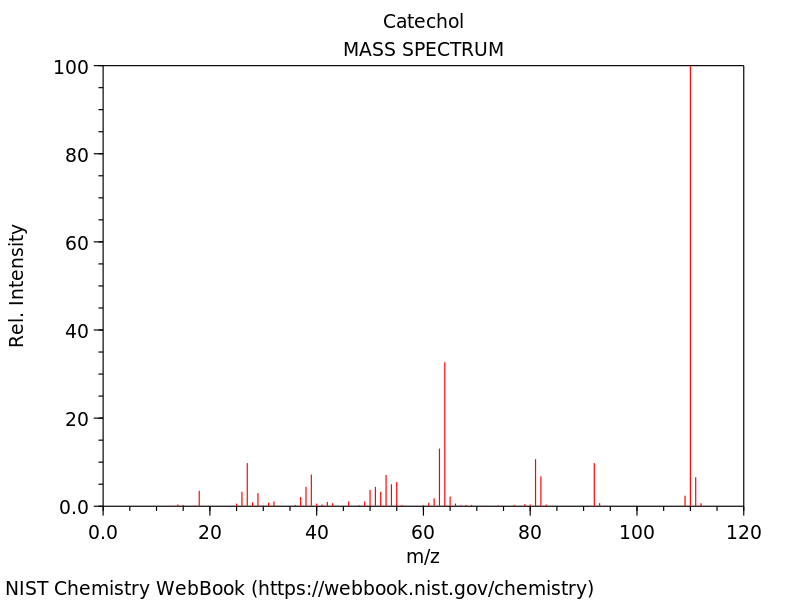 Catechol
MASS SPECTRUM
100
80
60
40
20
0.0
Rel. Intensity
0.0 20 40 60 80 100 120
m/z
NIST Chemistry WebBook (https://webbook.nist.gov/chemistry)